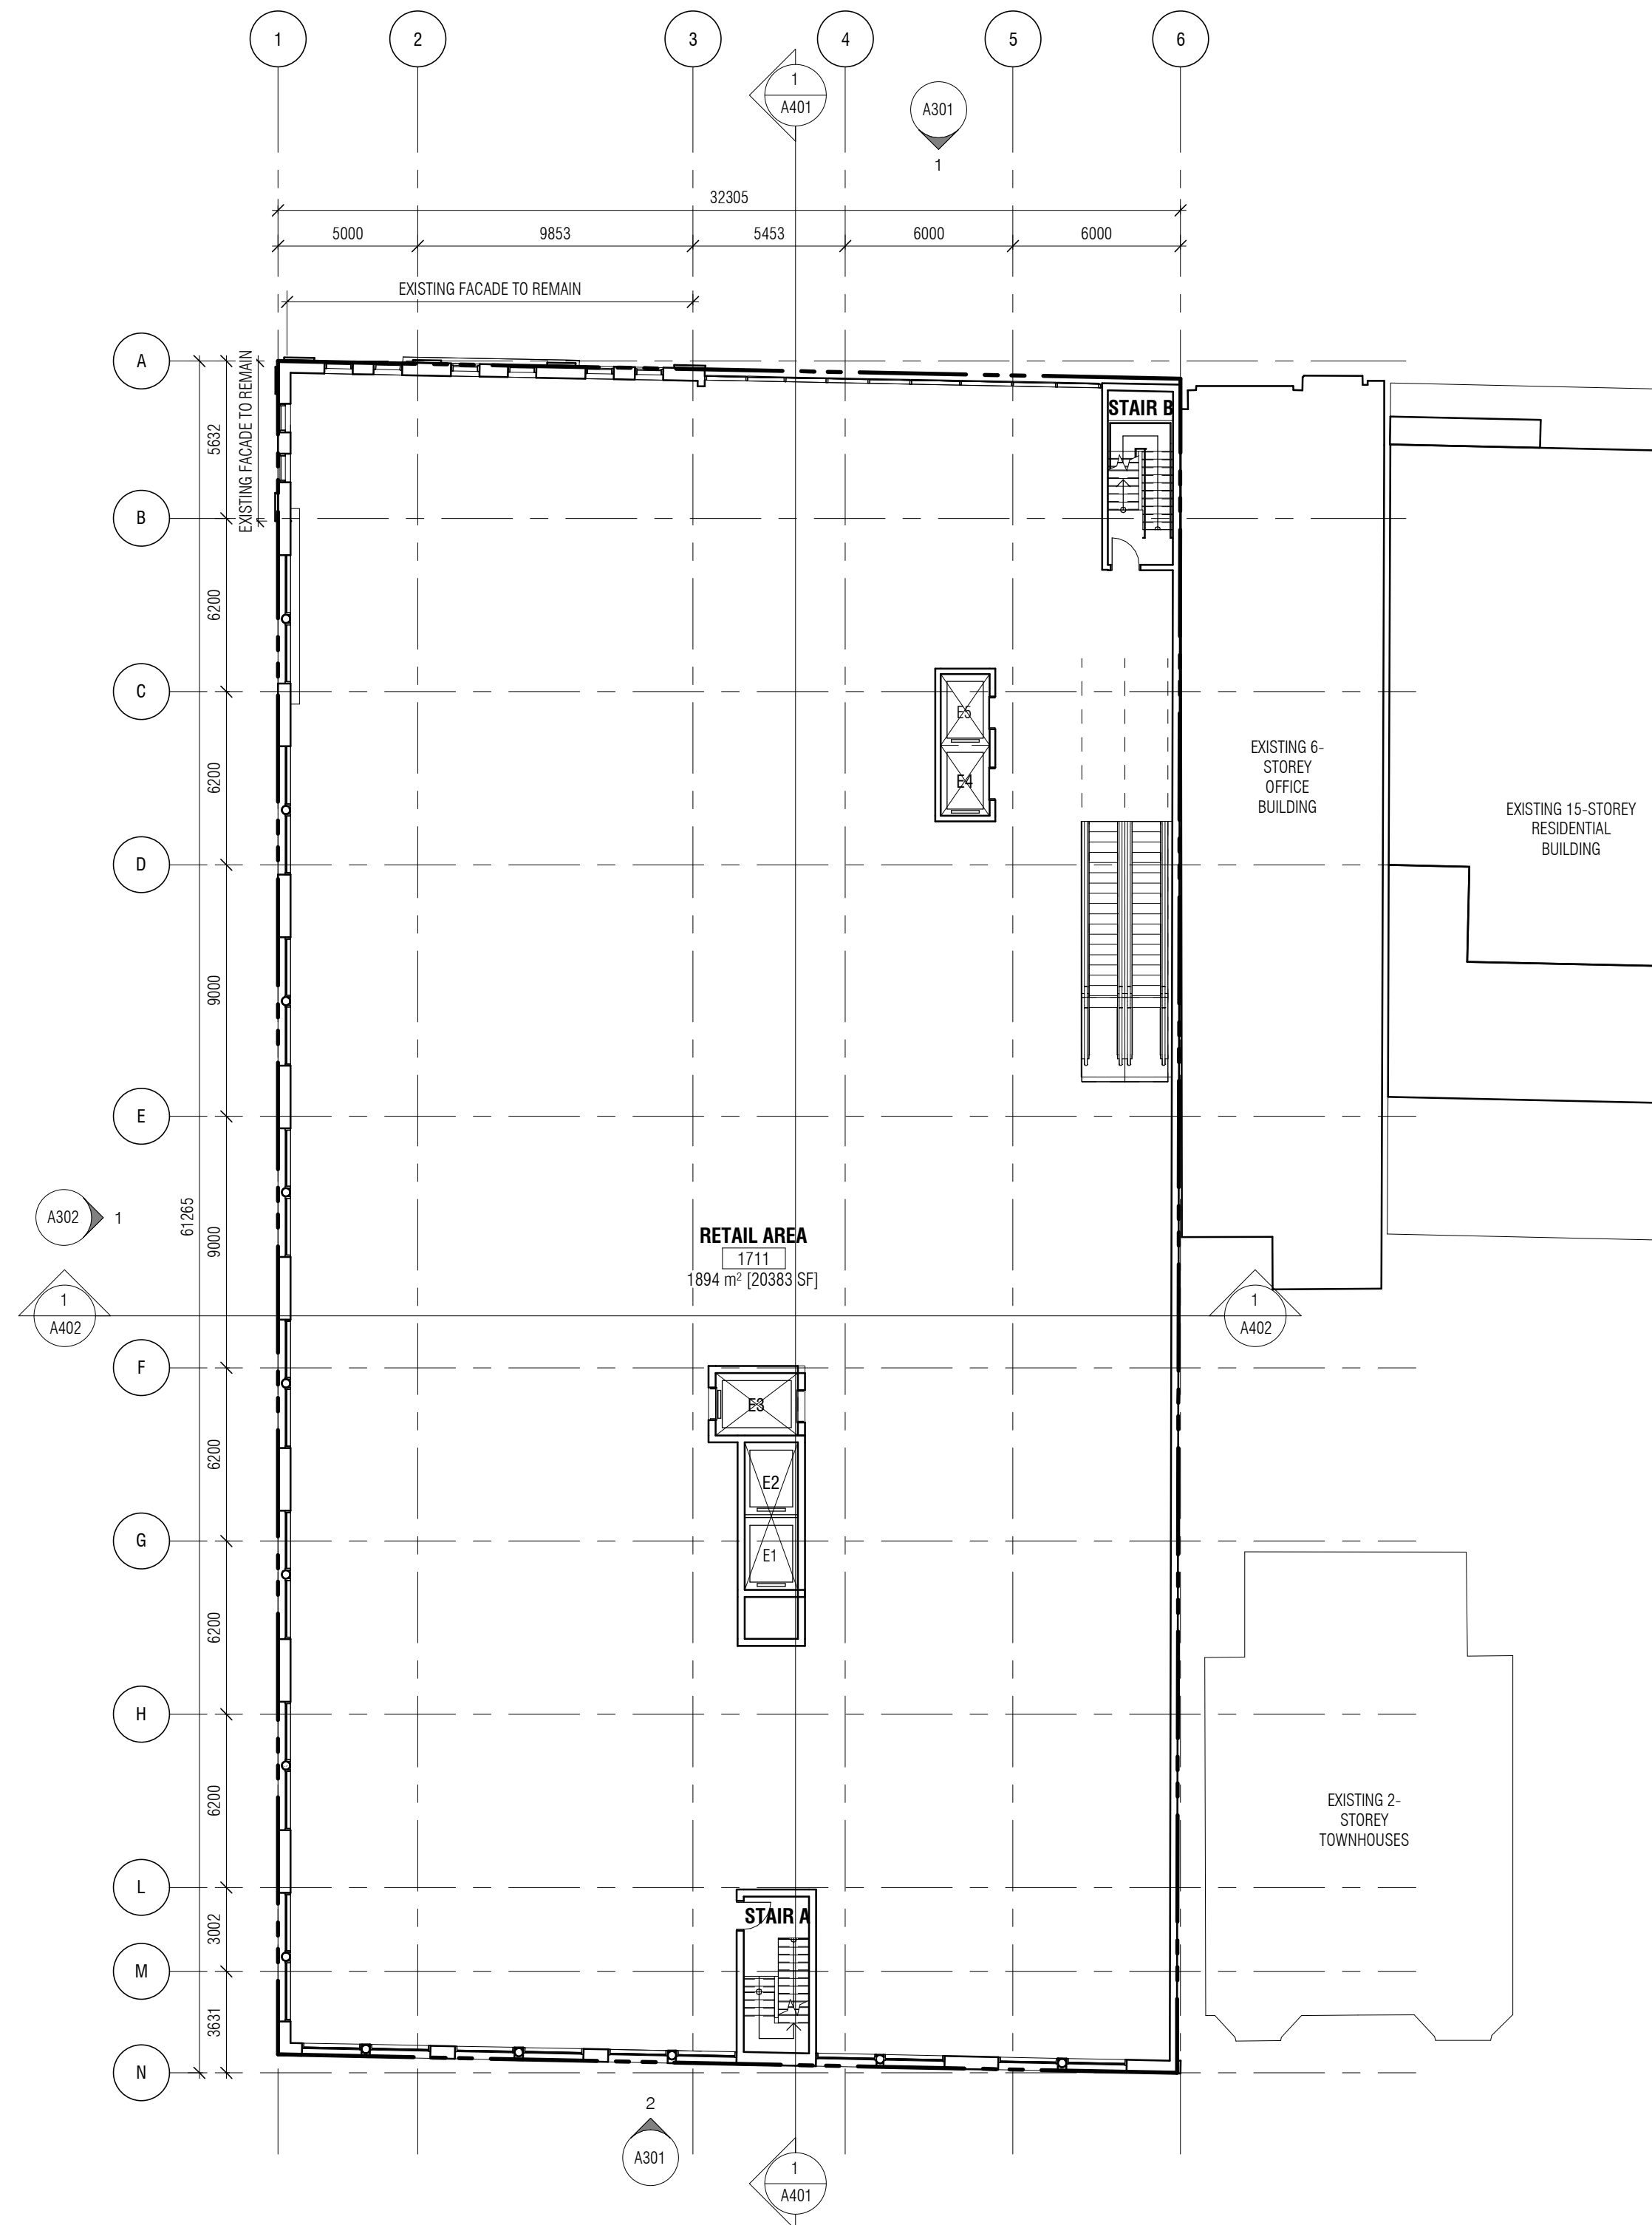 1
2
3
4
5
6
1
A401
A301
1
32305
5000
9853
5453
6000
6000
EXISTING FACADE TO REMAIN
A
EXISTING FACADE TO REMAIN
5632
STAIR B
B
6200
C
E5
6200
E4
EXISTING 6-
STOREY
OFFICE
BUILDING
EXISTING 15-STOREY
RESIDENTIAL
BUILDING
D
9000
E
A302
1
61265
9000
RETAIL AREA
1711
1894 m² [20383 SF]
1
A402
1
A402
F
E3
6200
E2
G
E1
6200
H
6200
EXISTING 2-
STOREY
TOWNHOUSES
L
STAIR A
3002
M
3631
N
2
A301
1
A401